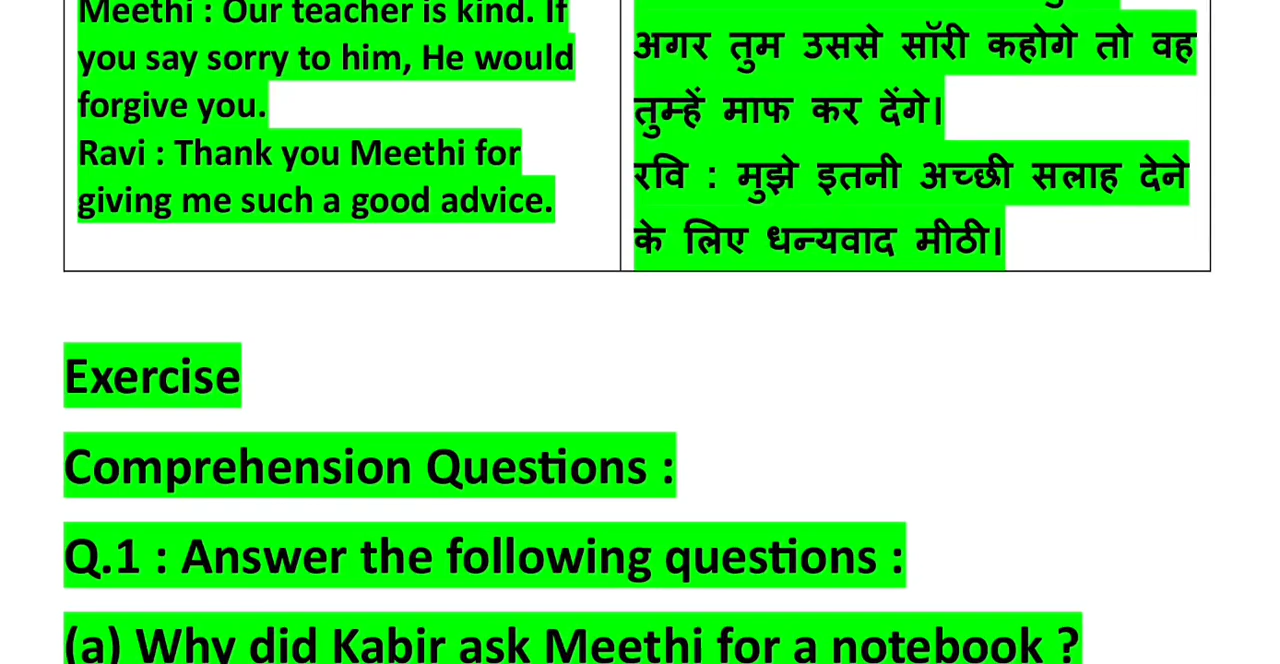 Meethi : Our teacher is kind. If
you say sorry to him, He would
forgive you.
Ravi : Thank you Meethi for
giving me such a good advice.
अगर तुम उससे सॉरी कहोगे तो वह
तुम्हें माफ कर देंगे।
रवि : मुझे इतनी अच्छी सलाह देने
के लिए धन्यवाद मीठी।
Exercise
Comprehension Questions :
Q.1 : Answer the following questions :
(a) Why did Kabir ask Meethi for a notebook ?